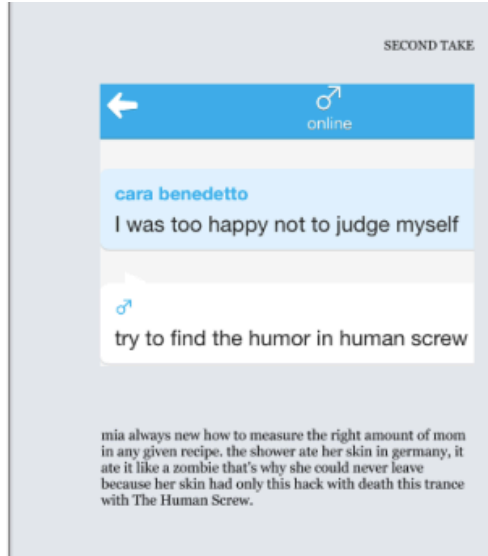 SECOND TAKE
online
cara benedetto
I was too happy not to judge myself
♂
try to find the humor in human screw
mia always new how to measure the right amount of mom
in any given recipe. the shower ate her skin in germany, it
ate it like a zombie that's why she could never leave
because her skin had only this hack with death this trance
with The Human Screw.